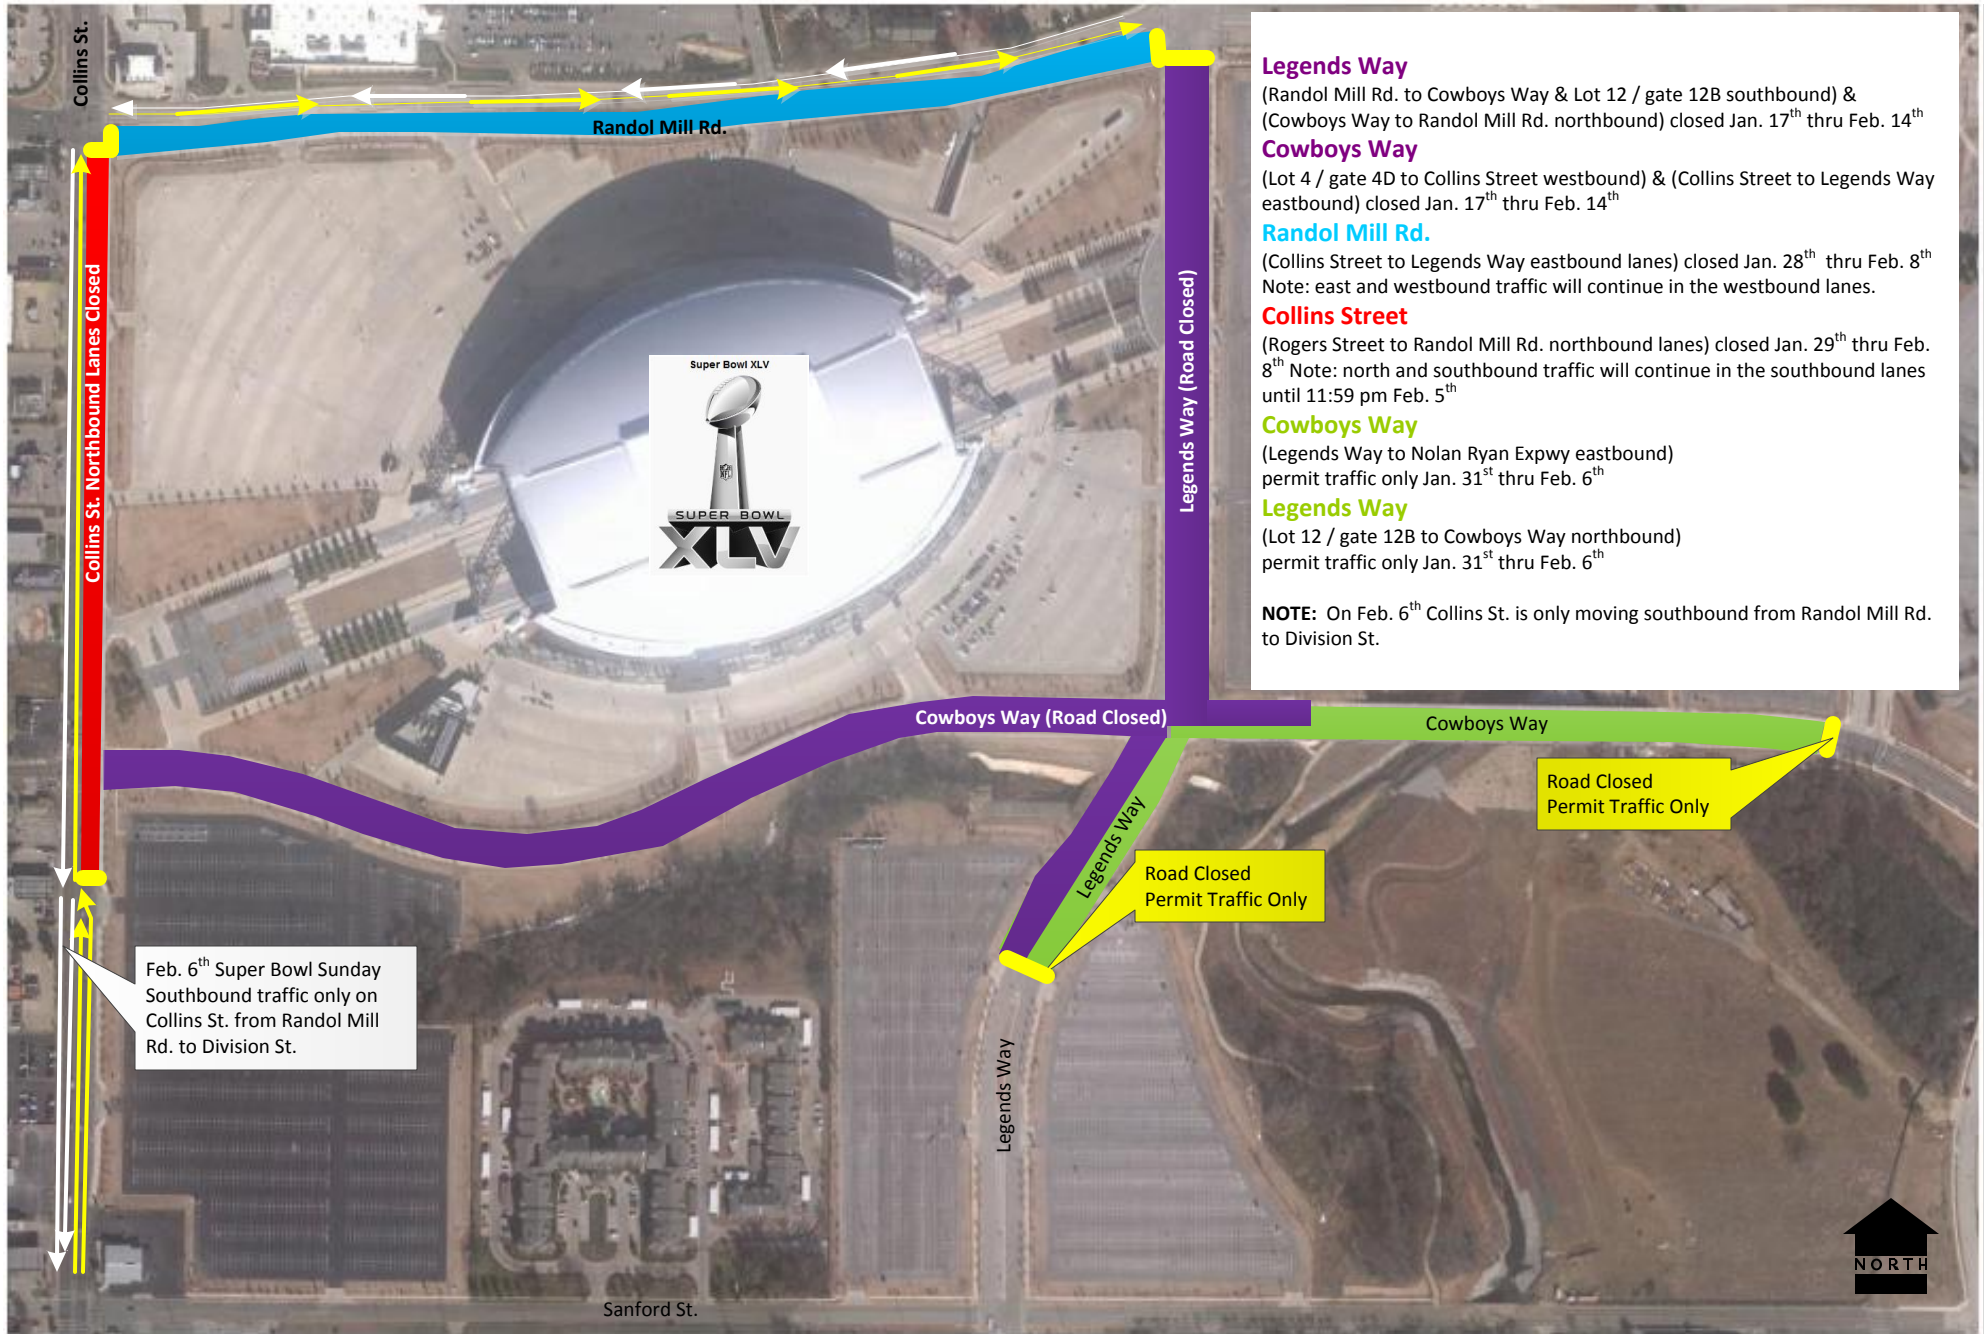 Collins St.
Randol Mill Rd.
Collins St. Northbound Lanes Closed
Legends Way (Road Closed)
Super Bowl XLV
NFL
SUPER BOWL
XLV
Legends Way
(Randol Mill Rd. to Cowboys Way & Lot 12 / gate 12B southbound) &
(Cowboys Way to Randol Mill Rd. northbound) closed Jan. 17th thru Feb. 14th
Cowboys Way
(Lot 4 / gate 4D to Collins Street westbound) & (Collins Street to Legends Way
eastbound) closed Jan. 17th thru Feb. 14th
Randol Mill Rd.
(Collins Street to Legends Way eastbound lanes) closed Jan. 28th thru Feb. 8th
Note: east and westbound traffic will continue in the westbound lanes.
Collins Street
(Rogers Street to Randol Mill Rd. northbound lanes) closed Jan. 29th thru Feb.
8th Note: north and southbound traffic will continue in the southbound lanes
until 11:59 pm Feb. 5th
Cowboys Way
(Legends Way to Nolan Ryan Expwy eastbound)
permit traffic only Jan. 31st thru Feb. 6th
Legends Way
(Lot 12 / gate 12B to Cowboys Way northbound)
permit traffic only Jan. 31st thru Feb. 6th
NOTE: On Feb. 6th Collins St. is only moving southbound from Randol Mill Rd.
to Division St.
Cowboys Way (Road Closed)
Cowboys Way
Road Closed
Permit Traffic Only
Legends Way
Road Closed
Permit Traffic Only
Feb. 6th Super Bowl Sunday
Southbound traffic only on
Collins St. from Randol Mill
Rd. to Division St.
Legends Way
Sanford St.
NORTH